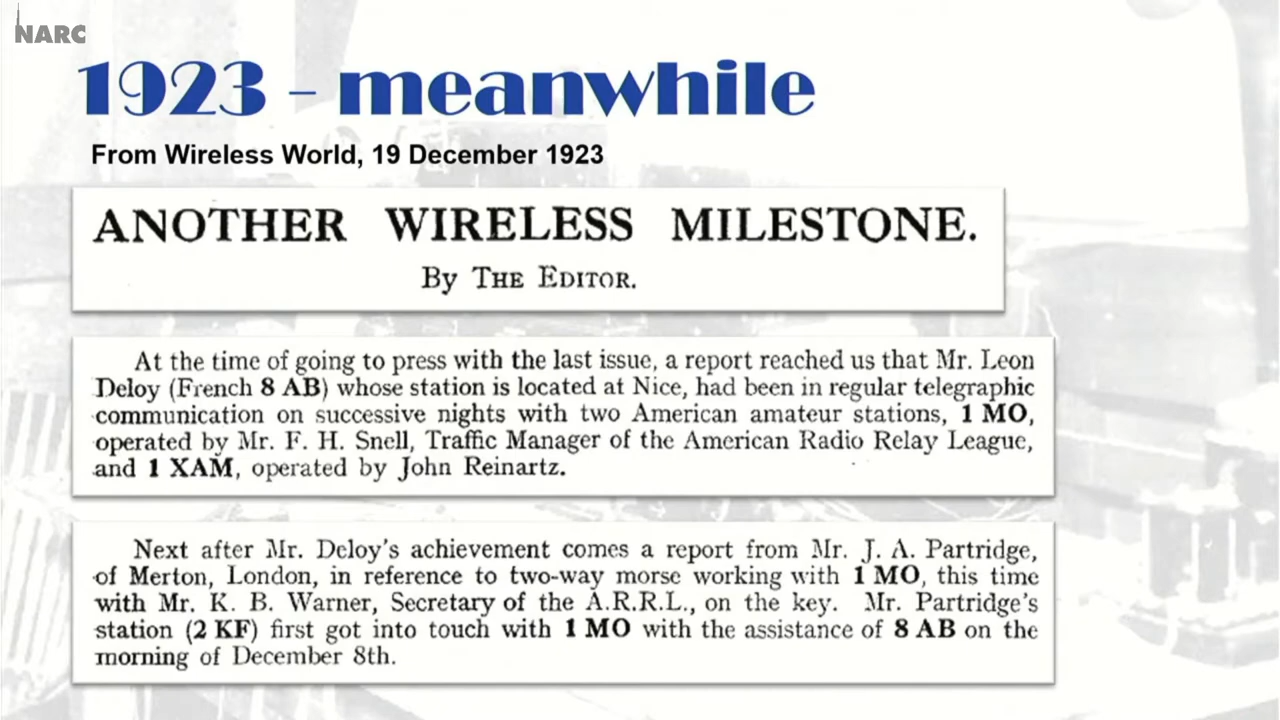 NARC
1923 – meanwhile
From Wireless World, 19 December 1923
ANOTHER WIRELESS MILESTONE.
By THE EDITOR.
At the time of going to press with the last issue, a report reached us that Mr. Leon
Deloy (French 8 AB) whose station is located at Nice, had been in regular telegraphic
communication on successive nights with two American amateur stations, 1 MO,
operated by Mr. F. H. Snell, Traffic Manager of the American Radio Relay League,
and 1 XAM, operated by John Reinartz.
Next after Mr. Deloy's achievement comes a report from Mr. J. A. Partridge,
of Merton, London, in reference to two-way morse working with 1 MO, this time
with Mr. K. B. Warner, Secretary of the A.R.R.L., on the key. Mr. Partridge's
station (2 KF) first got into touch with 1 MO with the assistance of 8 AB on the
morning of December 8th.